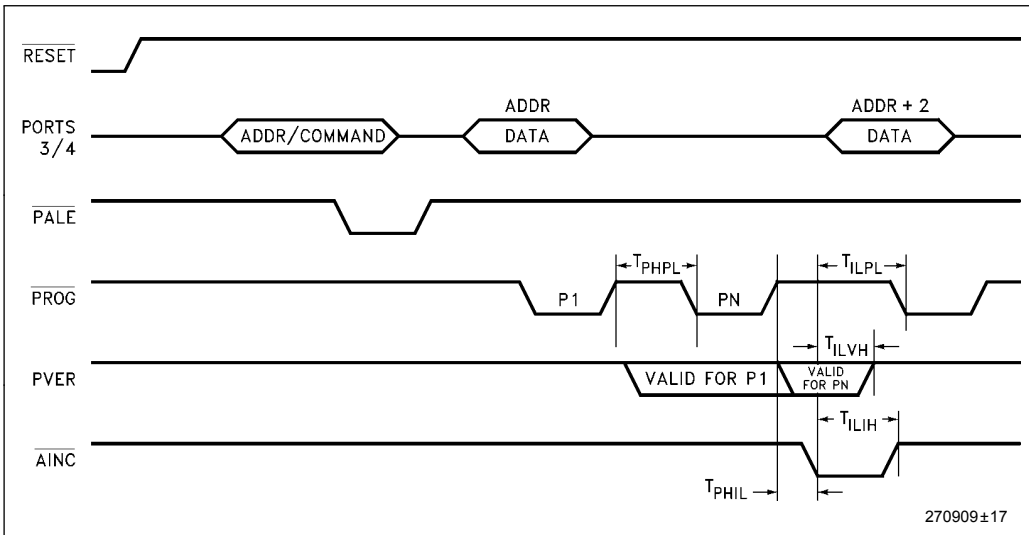 RESET
PORTS
3/4
ADDR/COMMAND
ADDR
DATA
ADDR + 2
DATA
PALE
PROG
P1
TPHPL
PN
TILPL
TILVH
PVER
VALID FOR P1
VALID
FOR PN
AINC
TILIH
TPHIL
270909±17